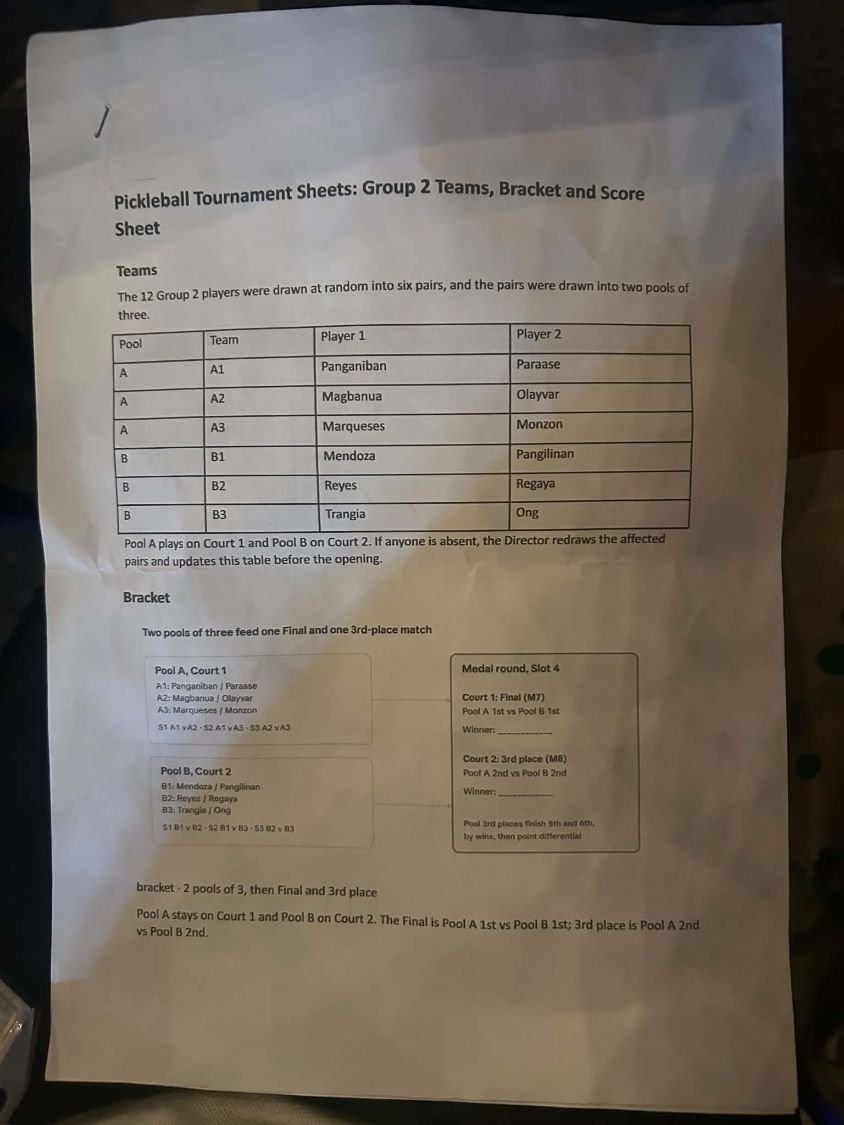 Pickleball Tournament Sheets: Group 2 Teams, Bracket and Score
Sheet
Teams
The 12 Group 2 players were drawn at random into six pairs, and the pairs were drawn into two pools of
three.
Pool Team Player 1 Player 2
A A1 Panganiban Paraase
A A2 Magbanua Olayvar
A A3 Marqueses Monzon
B B1 Mendoza Pangilinan
B B2 Reyes Regaya
B B3 Trangia Ong
Pool A plays on Court 1 and Pool B on Court 2. If anyone is absent, the Director redraws the affected
pairs and updates this table before the opening.
Bracket
Two pools of three feed one Final and one 3rd-place match
Pool A, Court 1
A1: Panganiban / Paraase
A2: Magbanua / Olayvar
A3: Marqueses / Monzon
S1 A1 v A2 · S2 A1 v A3 · S3 A2 v A3
Pool B, Court 2
B1: Mendoza / Pangilinan
B2: Reyes / Regaya
B3: Trangia / Ong
S1 B1 v B2 · S2 B1 v B3 · S3 B2 v B3
Medal round, Slot 4
Court 1: Final (M7)
Pool A 1st vs Pool B 1st
Winner: ___________
Court 2: 3rd place (M8)
Pool A 2nd vs Pool B 2nd
Winner: ___________
Pool 3rd places finish 5th and 6th,
by wins, then point differential
bracket · 2 pools of 3, then Final and 3rd place
Pool A stays on Court 1 and Pool B on Court 2. The Final is Pool A 1st vs Pool B 1st; 3rd place is Pool A 2nd
vs Pool B 2nd.